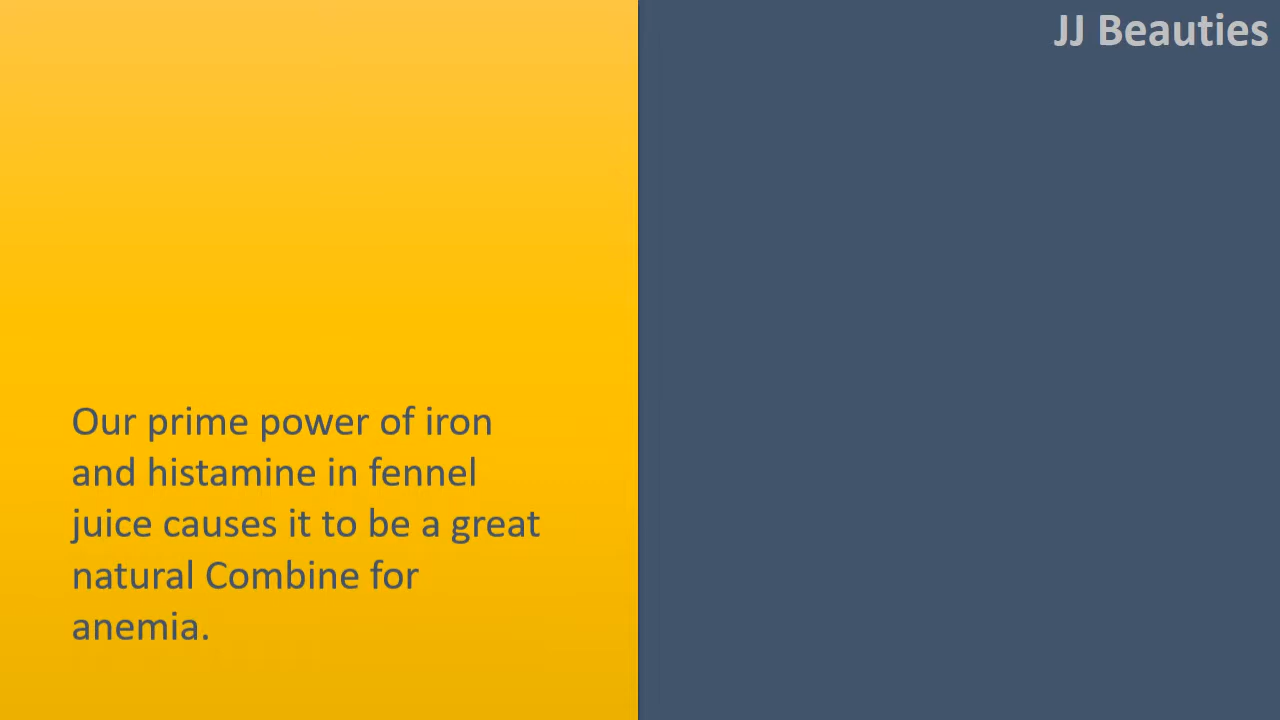 JJ Beauties
Our prime power of iron
and histamine in fennel
juice causes it to be a great
natural Combine for
anemia.